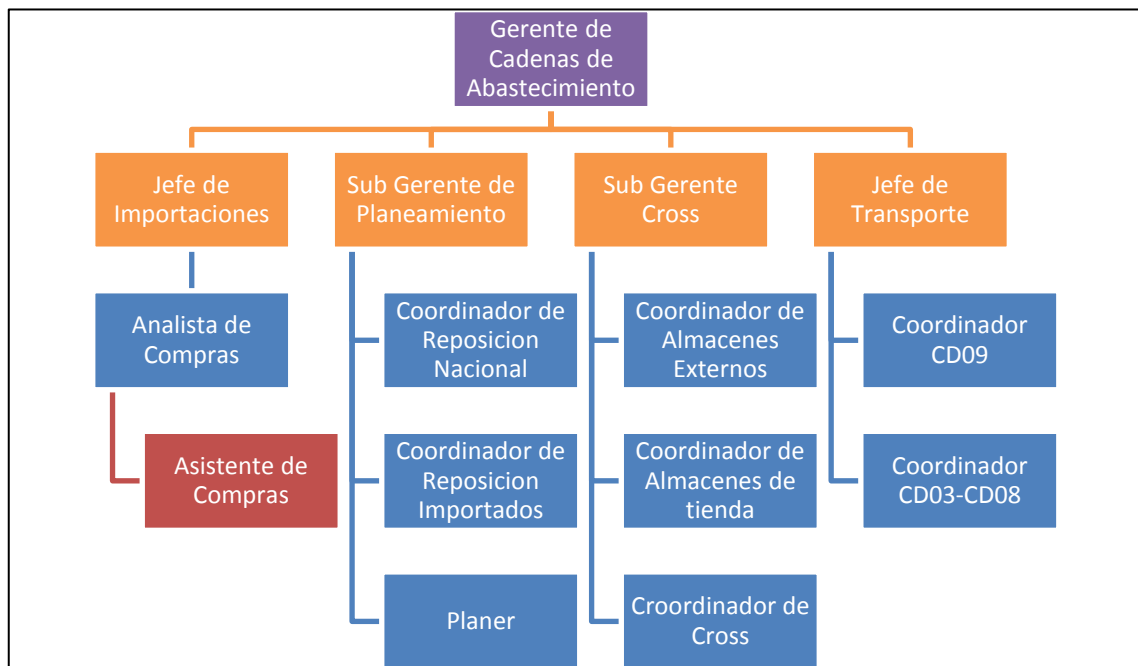 Gerente de
Cadenas de
Abastecimiento
Jefe de
Importaciones
Sub Gerente de
Planeamiento
Sub Gerente
Cross
Jefe de
Transporte
Analista de
Compras
Coordinador de
Reposicion
Nacional
Coordinador de
Almacenes
Externos
Coordinador
CD09
Asistente de
Compras
Coordinador de
Reposicion
Importados
Coordinador de
Almacenes de
tienda
Coordinador
CD03-CD08
Planer
Croordinador de
Cross